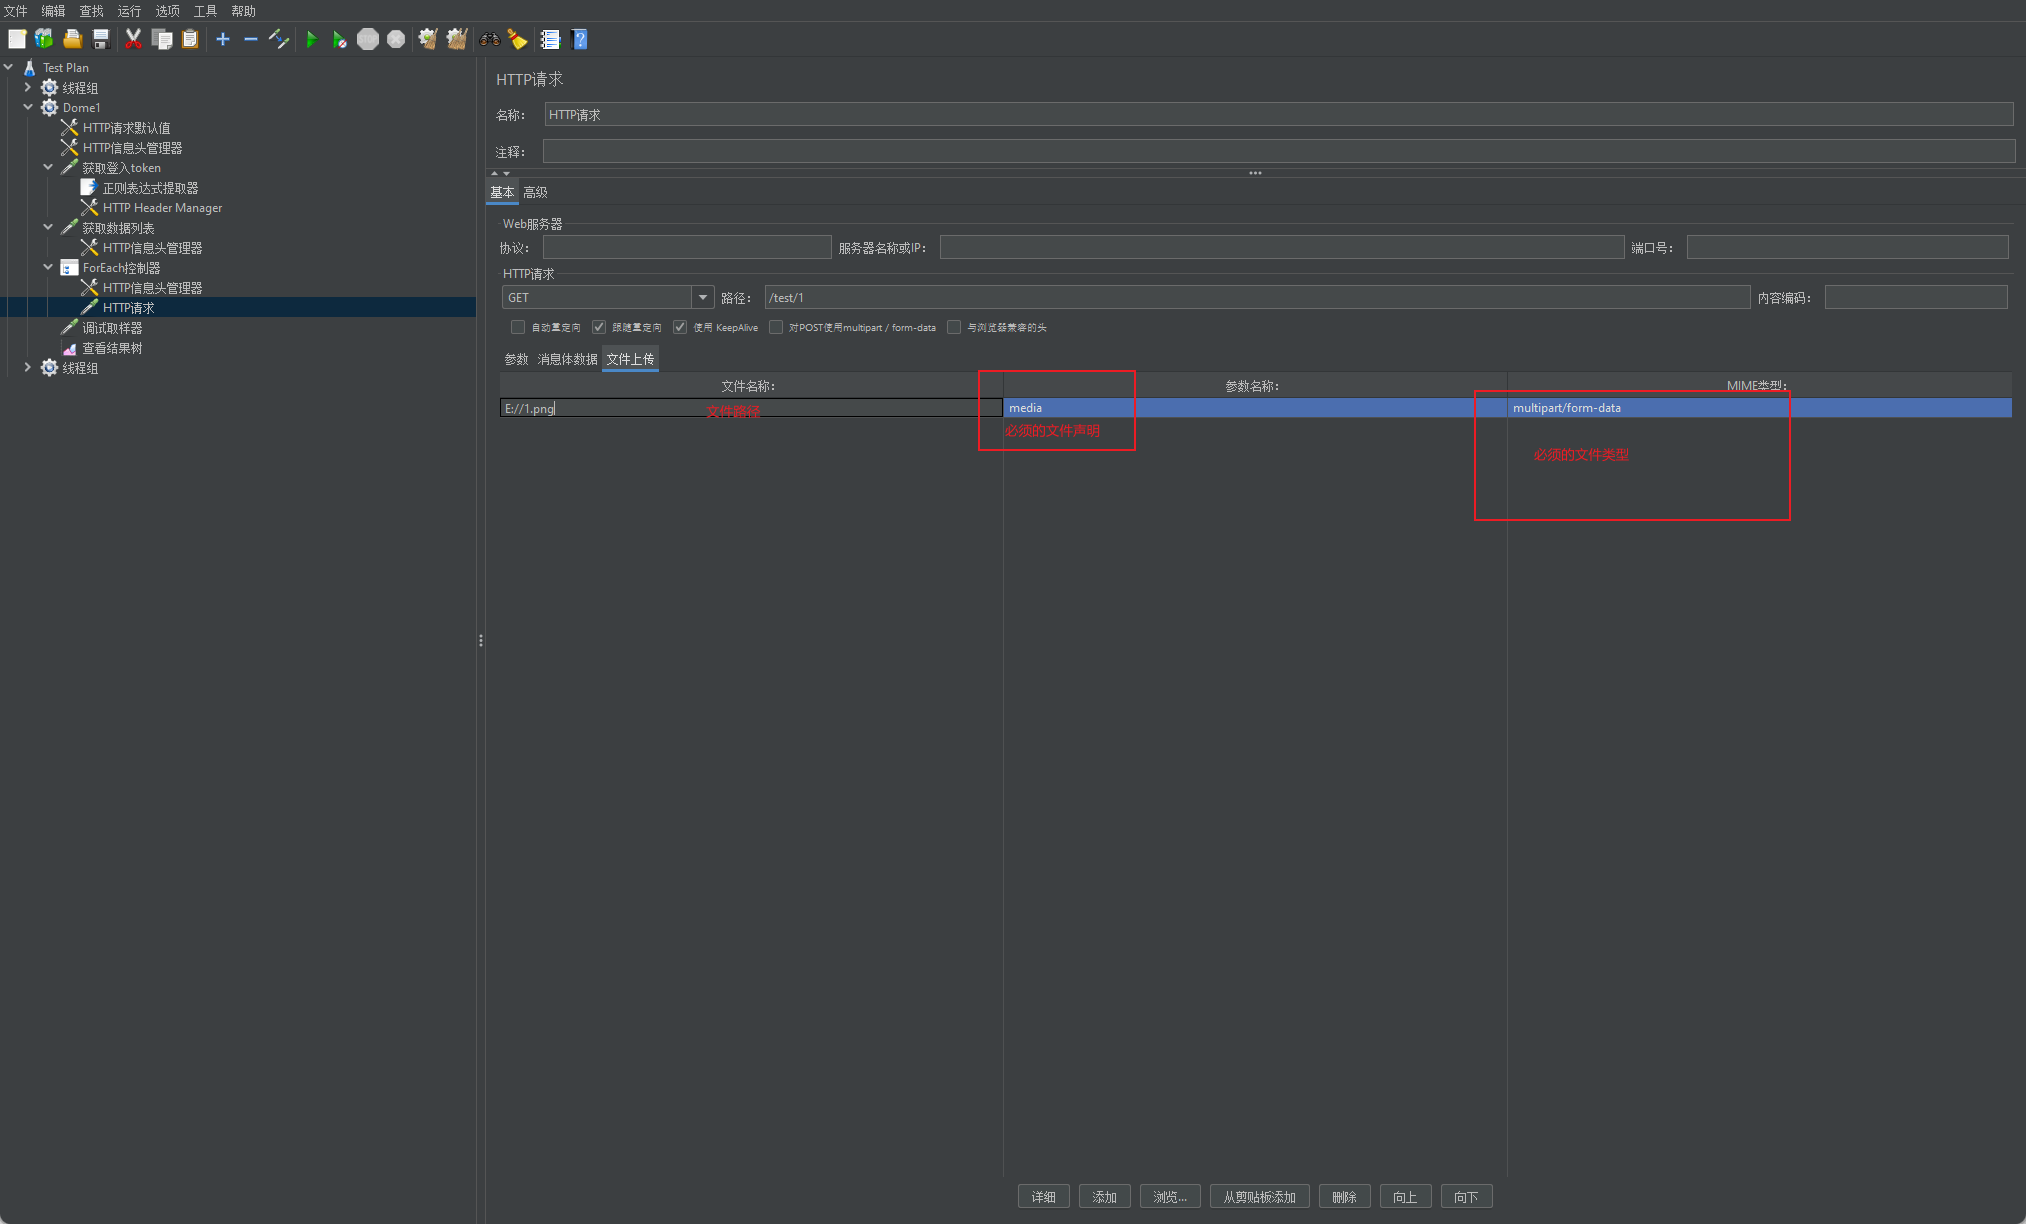 文件 编辑 查找 运行 选项 工具 帮助
Test Plan
线程组
Dome1
HTTP请求默认值
HTTP信息头管理器
获取登入token
正则表达式提取器
HTTP Header Manager
获取数据列表
HTTP信息头管理器
ForEach控制器
HTTP信息头管理器
HTTP请求
调试取样器
查看结果树
线程组
HTTP请求
名称： HTTP请求
注释：
基本 高级
Web服务器
协议： 服务器名称或IP： 端口号：
HTTP请求
GET 路径： /test/1 内容编码：
自动重定向 跟随重定向 使用 KeepAlive 对POST使用multipart / form-data 与浏览器兼容的头
参数 消息体数据 文件上传
文件名称： 参数名称： MIME类型：
E://1.png 文件路径 media multipart/form-data
必须的文件声明
必须的文件类型
详细 添加 浏览... 从剪贴板添加 删除 向上 向下